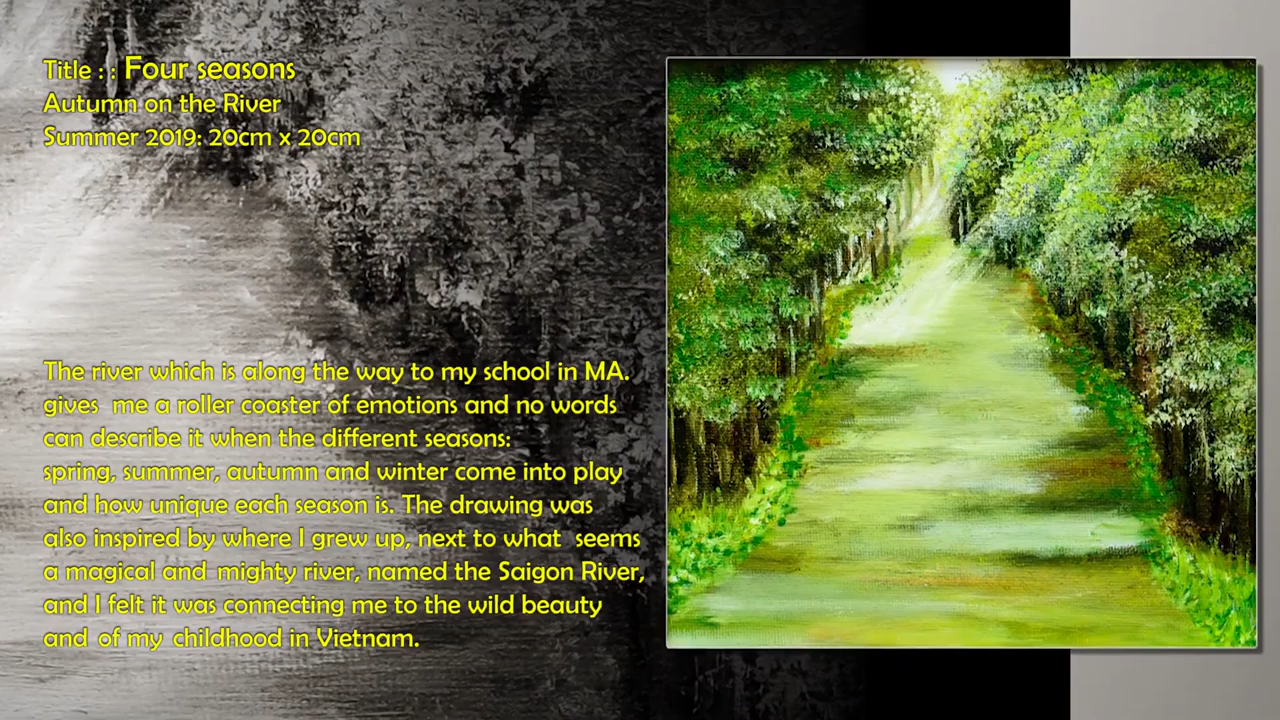 Title : : Four seasons
Autumn on the River
Summer 2019: 20cm x 20cm
The river which is along the way to my school in MA.
gives me a roller coaster of emotions and no words
can describe it when the different seasons:
spring, summer, autumn and winter come into play
and how unique each season is. The drawing was
also inspired by where I grew up, next to what seems
a magical and mighty river, named the Saigon River,
and I felt it was connecting me to the wild beauty
and of my childhood in Vietnam.